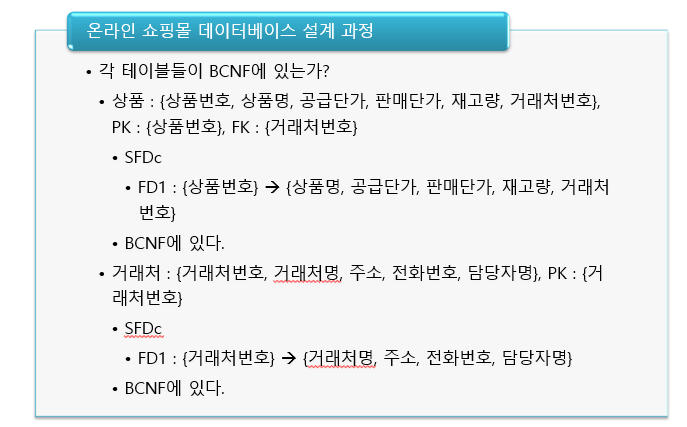 온라인 쇼핑몰 데이터베이스 설계 과정
• 각 테이블들이 BCNF에 있는가?
• 상품 : {상품번호, 상품명, 공급단가, 판매단가, 재고량, 거래처번호},
PK : {상품번호}, FK : {거래처번호}
• SFDc
• FD1 : {상품번호} → {상품명, 공급단가, 판매단가, 재고량, 거래처
번호}
• BCNF에 있다.
• 거래처 : {거래처번호, 거래처명, 주소, 전화번호, 담당자명}, PK : {거
래처번호}
• SFDc
• FD1 : {거래처번호} → {거래처명, 주소, 전화번호, 담당자명}
• BCNF에 있다.